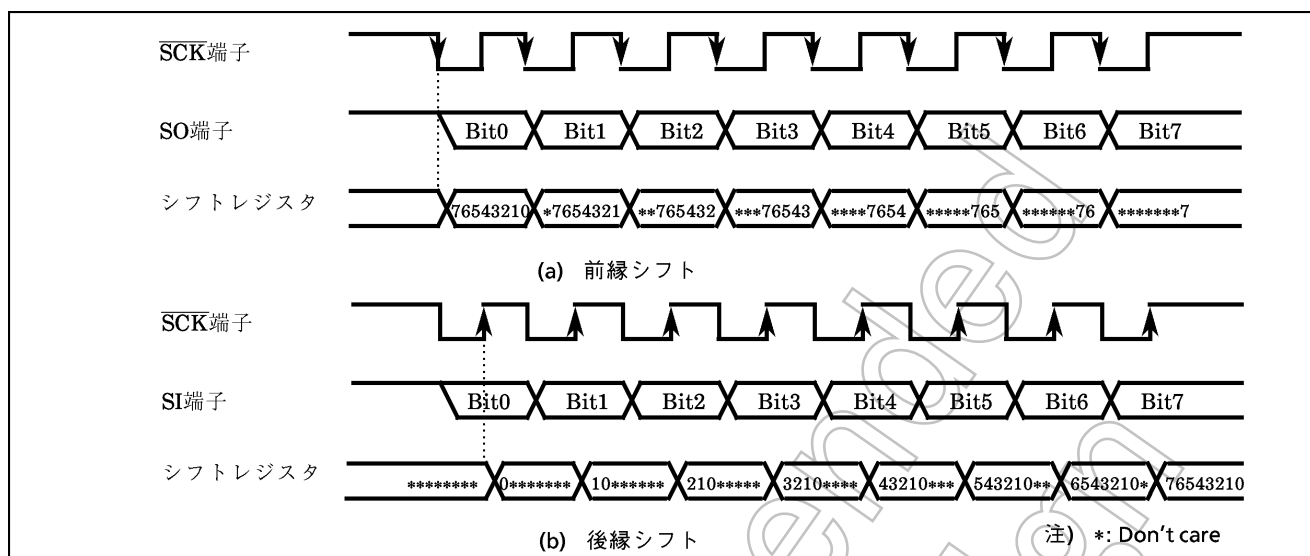 SCK端子
SO端子
Bit0 Bit1 Bit2 Bit3 Bit4 Bit5 Bit6 Bit7
シフトレジスタ
76543210 *7654321 **765432 ***76543 ****7654 *****765 ******76 *******7
(a) 前縁シフト
SCK端子
SI端子
Bit0 Bit1 Bit2 Bit3 Bit4 Bit5 Bit6 Bit7
シフトレジスタ
******** 0******* 10****** 210***** 3210**** 43210*** 543210** 6543210* 76543210
(b) 後縁シフト
注) *: Don't care
ended